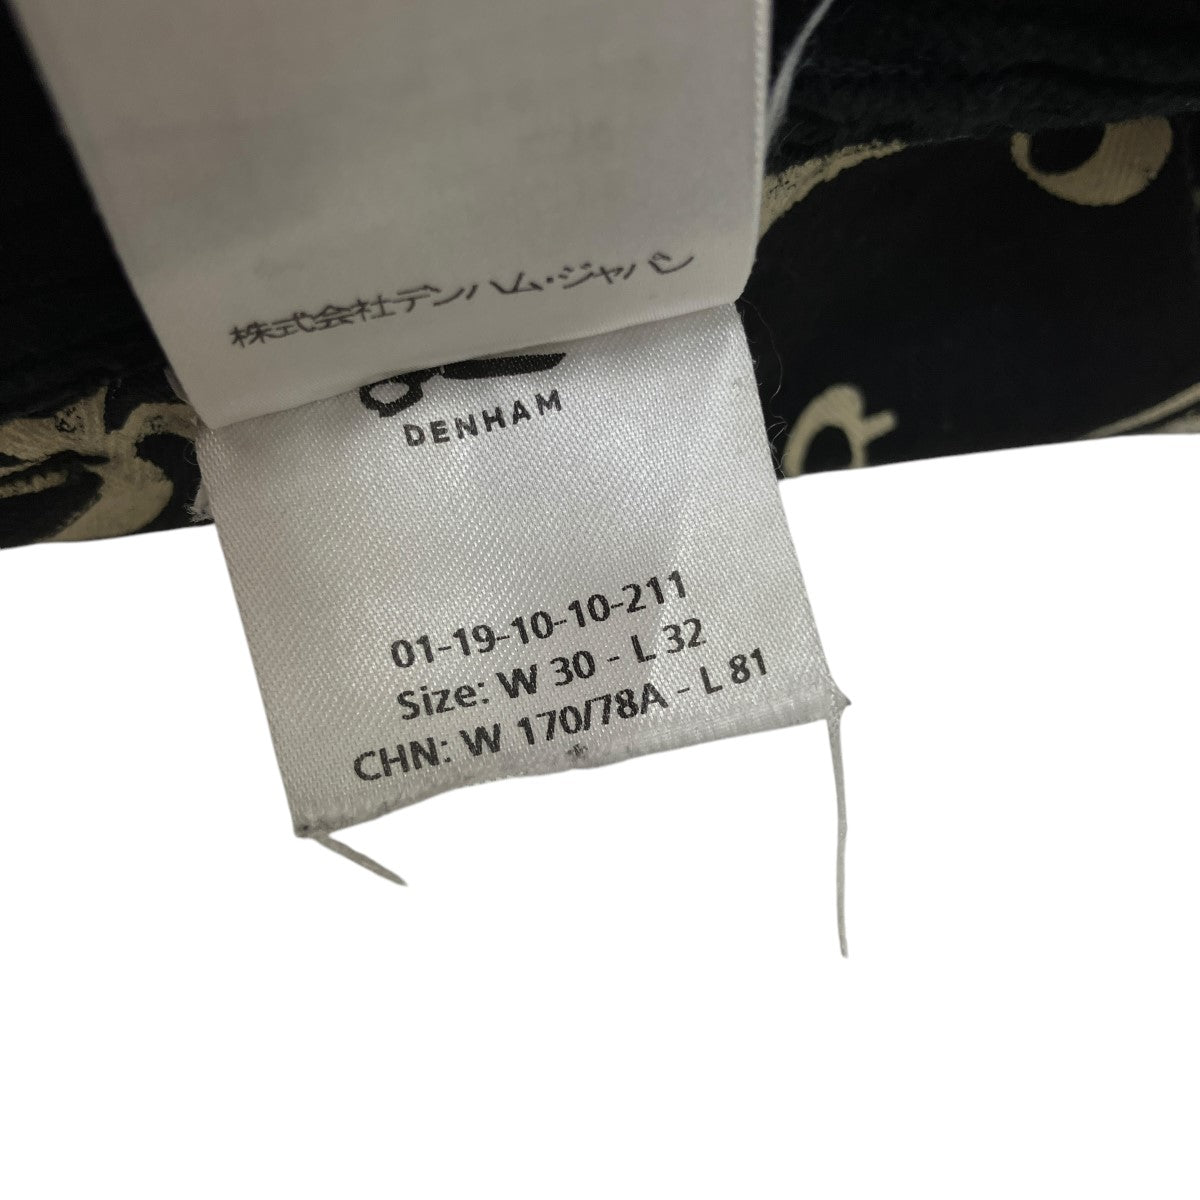 株式会社デンハム・ジャパン
DENHAM
01-19-10-10-211
Size: W 30 - L 32
CHN: W 170/78A - L 81